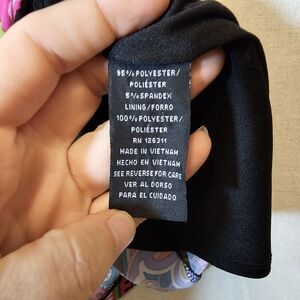 95% POLYESTER/
POLIÉSTER
5% SPANDEX
LINING/FORRO
100% POLYESTER/
POLIÉSTER
RN 126311
MADE IN VIETNAM
HECHO EN VIETNAM
SEE REVERSE FOR CARE
VER AL DORSO
PARA EL CUIDADO